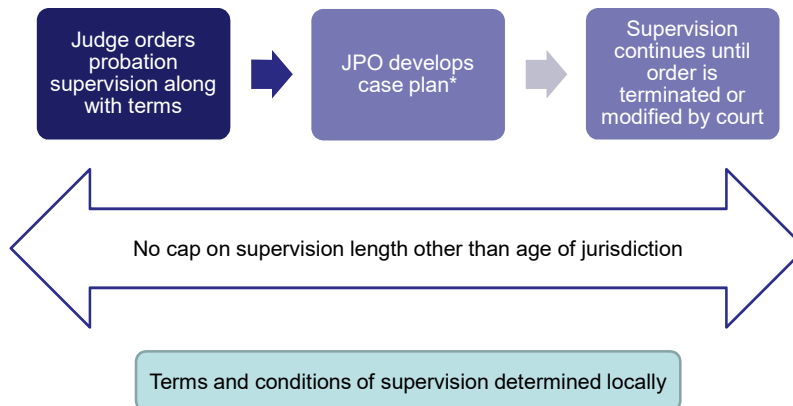 Judge orders
probation
supervision along
with terms
JPO develops
case plan*
Supervision
continues until
order is
terminated or
modified by court
No cap on supervision length other than age of jurisdiction
Terms and conditions of supervision determined locally